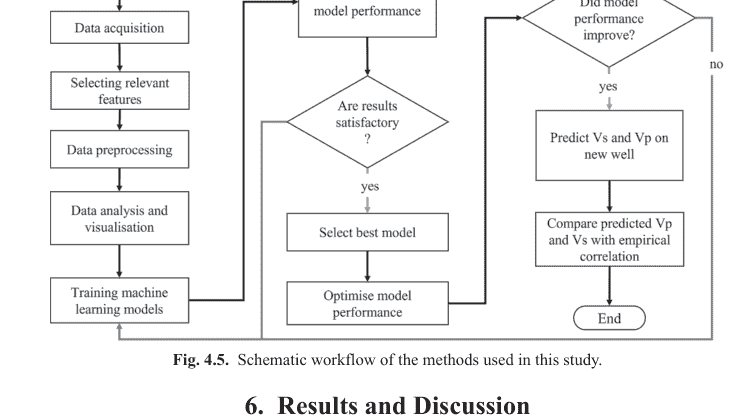 Data acquisition
Selecting relevant
features
Data preprocessing
Data analysis and
visualisation
Training machine
learning models
model performance
Are results
satisfactory
?
yes
Select best model
Optimise model
performance
Did model
performance
improve?
no
yes
Predict Vs and Vp on
new well
Compare predicted Vp
and Vs with empirical
correlation
End
Fig. 4.5. Schematic workflow of the methods used in this study.
6. Results and Discussion